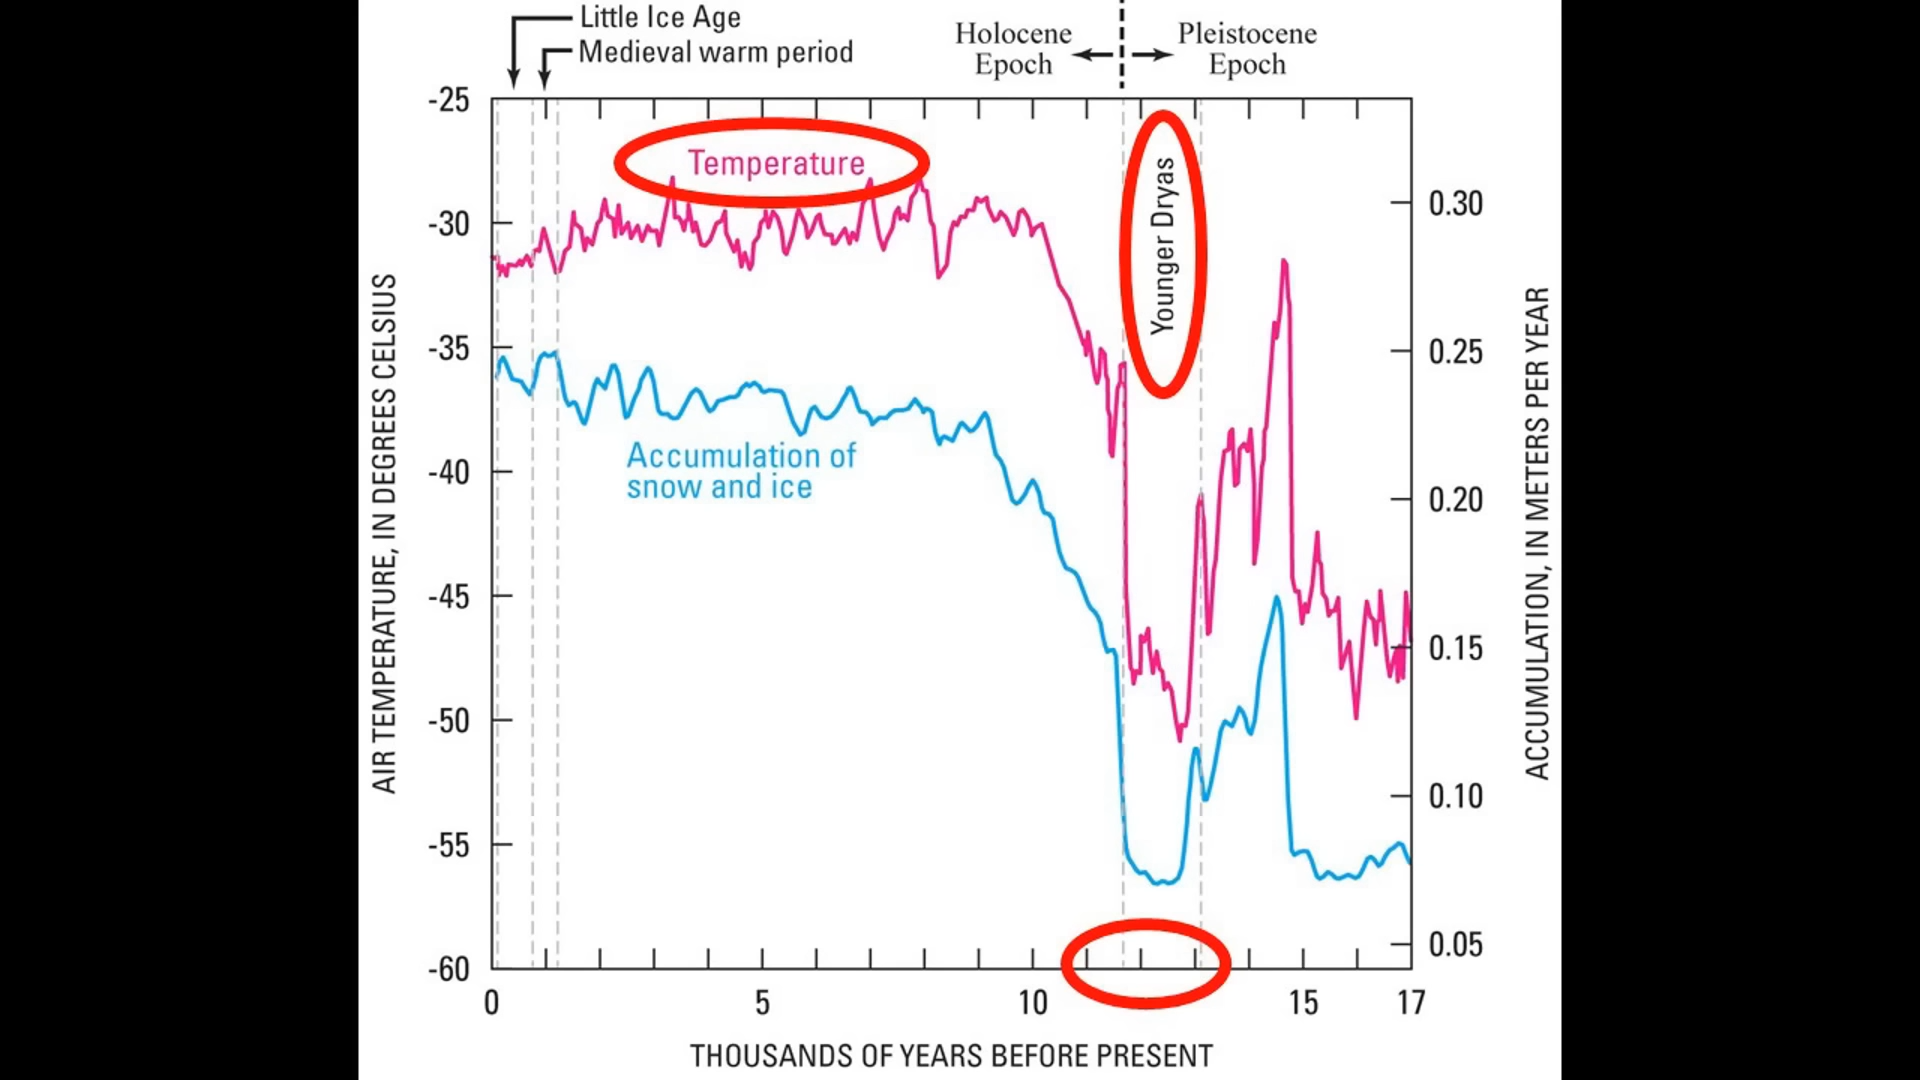 Little Ice Age
Medieval warm period
Holocene
Epoch
Pleistocene
Epoch
-25
-30
-35
-40
-45
-50
-55
-60
AIR TEMPERATURE, IN DEGREES CELSIUS
Temperature
Younger Dryas
Accumulation of
snow and ice
0.30
0.25
0.20
0.15
0.10
0.05
ACCUMULATION, IN METERS PER YEAR
0 5 10 15 17
THOUSANDS OF YEARS BEFORE PRESENT